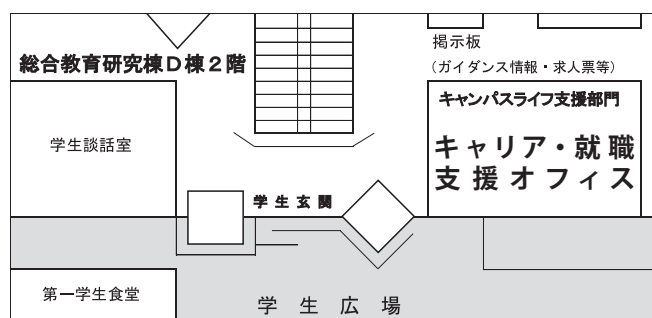 掲示板
（ガイダンス情報・求人票等）
総合教育研究棟Ｄ棟２階
キャンパスライフ支援部門
学生談話室
キャリア・就職
支援オフィス
学生玄関
第一学生食堂
学生広場